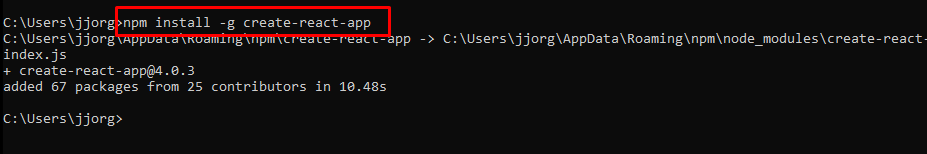 C:\Users\jjorg>npm install -g create-react-app
C:\Users\jjorg\AppData\Roaming\npm\create-react-app -> C:\Users\jjorg\AppData\Roaming\npm\node_modules\create-react-
index.js
+ create-react-app@4.0.3
added 67 packages from 25 contributors in 10.48s
C:\Users\jjorg>